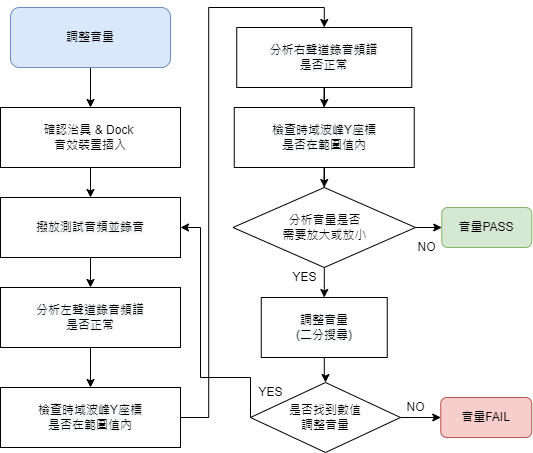 調整音量
確認治具 & Dock
音效裝置插入
撥放測試音頻並錄音
分析左聲道錄音頻譜
是否正常
檢查時域波峰Y座標
是否在範圍值內
分析右聲道錄音頻譜
是否正常
檢查時域波峰Y座標
是否在範圍值內
分析音量是否
需要放大或放小
NO
音量PASS
YES
調整音量
(二分搜尋)
YES
是否找到數值
調整音量
NO
音量FAIL